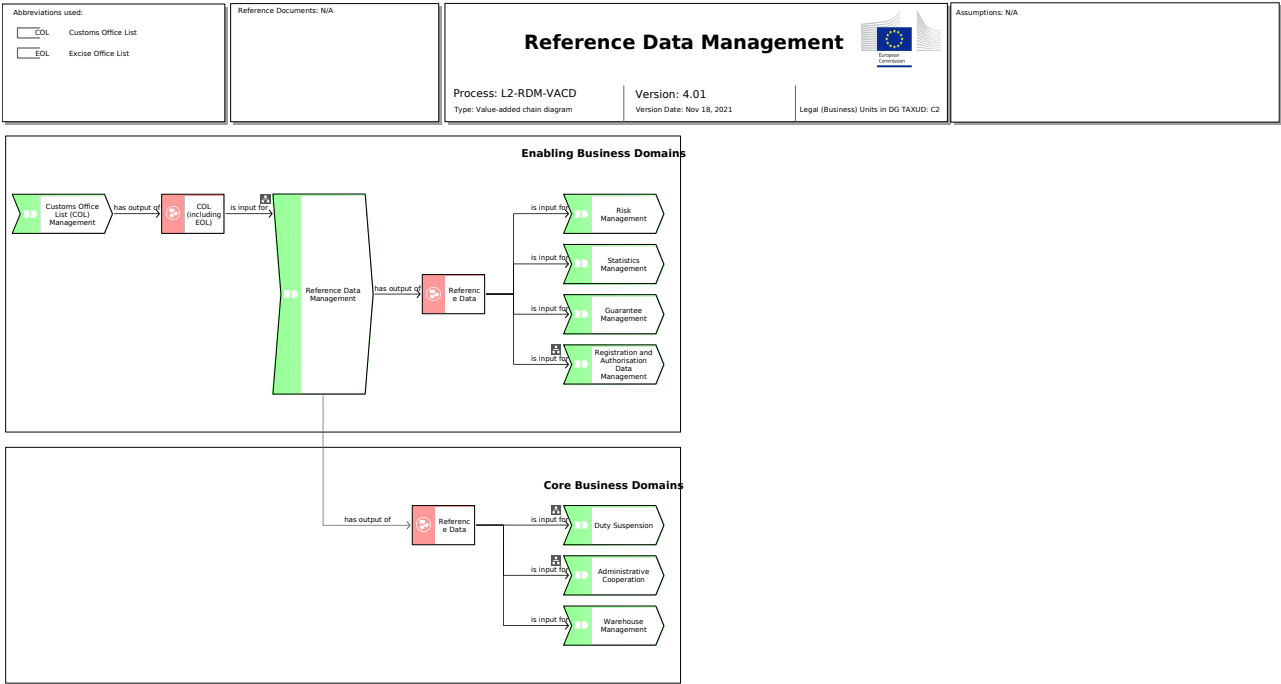 Abbreviations used:
COL Customs Office List
EOL Excise Office List
Reference Documents: N/A
Reference Data Management
European
Commission
Process: L2-RDM-VACD
Version: 4.01
Type: Value-added chain diagram
Version Date: Nov 18, 2021
Legal (Business) Units in DG TAXUD: C2
Assumptions: N/A
Enabling Business Domains
Customs Office
List (COL)
Management
has output of
COL
(including
EOL)
is input for
Reference Data
Management
has output of
Referenc
e Data
is input for
Risk
Management
is input for
Statistics
Management
is input for
Guarantee
Management
is input for
Registration and
Authorisation
Data
Management
Core Business Domains
has output of
Referenc
e Data
is input for
Duty Suspension
is input for
Administrative
Cooperation
is input for
Warehouse
Management